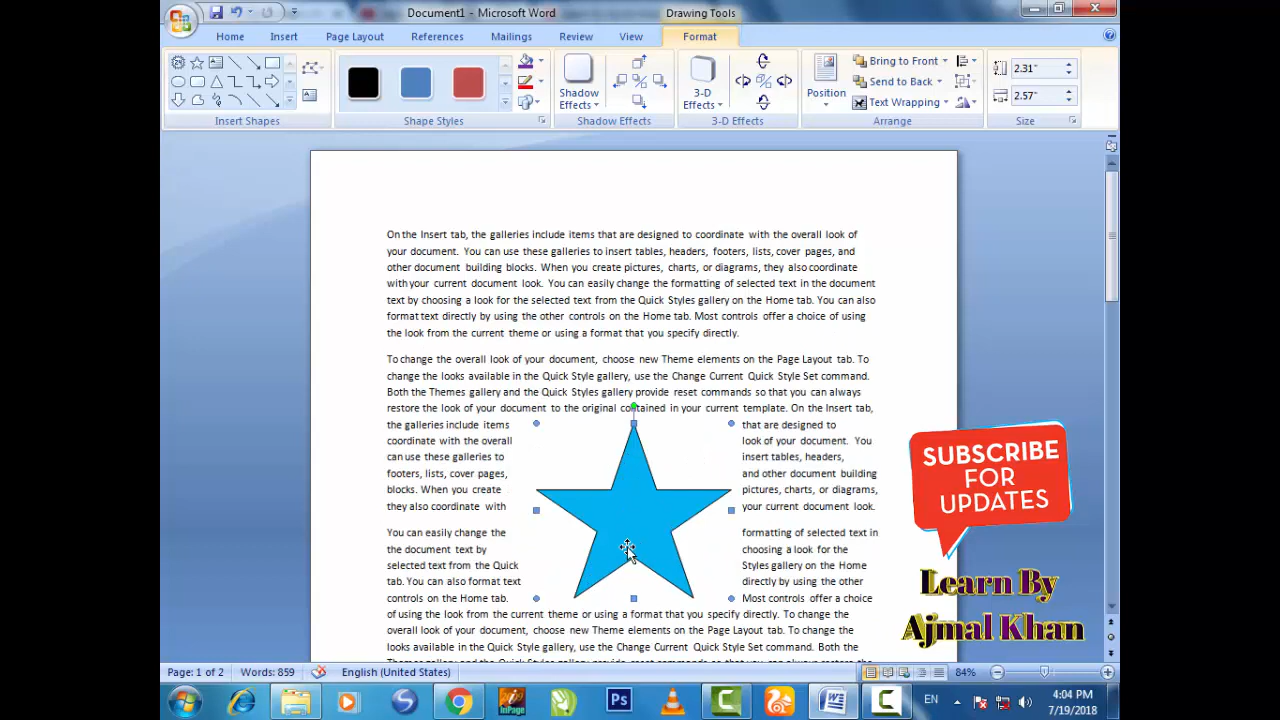 Document1 - Microsoft Word
Drawing Tools
Home Insert Page Layout References Mailings Review View Format
Shadow Effects
3-D Effects
Position
Bring to Front
Send to Back
Text Wrapping
2.31"
2.57"
Insert Shapes Shape Styles Shadow Effects 3-D Effects Arrange Size
On the Insert tab, the galleries include items that are designed to coordinate with the overall look of
your document. You can use these galleries to insert tables, headers, footers, lists, cover pages, and
other document building blocks. When you create pictures, charts, or diagrams, they also coordinate
with your current document look. You can easily change the formatting of selected text in the document
text by choosing a look for the selected text from the Quick Styles gallery on the Home tab. You can also
format text directly by using the other controls on the Home tab. Most controls offer a choice of using
the look from the current theme or using a format that you specify directly.
To change the overall look of your document, choose new Theme elements on the Page Layout tab. To
change the looks available in the Quick Style gallery, use the Change Current Quick Style Set command.
Both the Themes gallery and the Quick Styles gallery provide reset commands so that you can always
restore the look of your document to the original contained in your current template. On the Insert tab,
the galleries include items that are designed to
coordinate with the overall look of your document. You
can use these galleries to insert tables, headers,
footers, lists, cover pages, and other document building
blocks. When you create pictures, charts, or diagrams,
they also coordinate with your current document look.
You can easily change the formatting of selected text in
the document text by choosing a look for the
selected text from the Quick Styles gallery on the Home
tab. You can also format text directly by using the other
controls on the Home tab. Most controls offer a choice
of using the look from the current theme or using a format that you specify directly. To change the
overall look of your document, choose new Theme elements on the Page Layout tab. To change the
looks available in the Quick Style gallery, use the Change Current Quick Style Set command. Both the
Themes gallery and the Quick Styles gallery provide reset commands so that you can always restore the
SUBSCRIBE
FOR
UPDATES
Learn By
Ajmal Khan
Page: 1 of 2 Words: 859 English (United States) 84%
InPage
Ps
EN
4:04 PM
7/19/2018